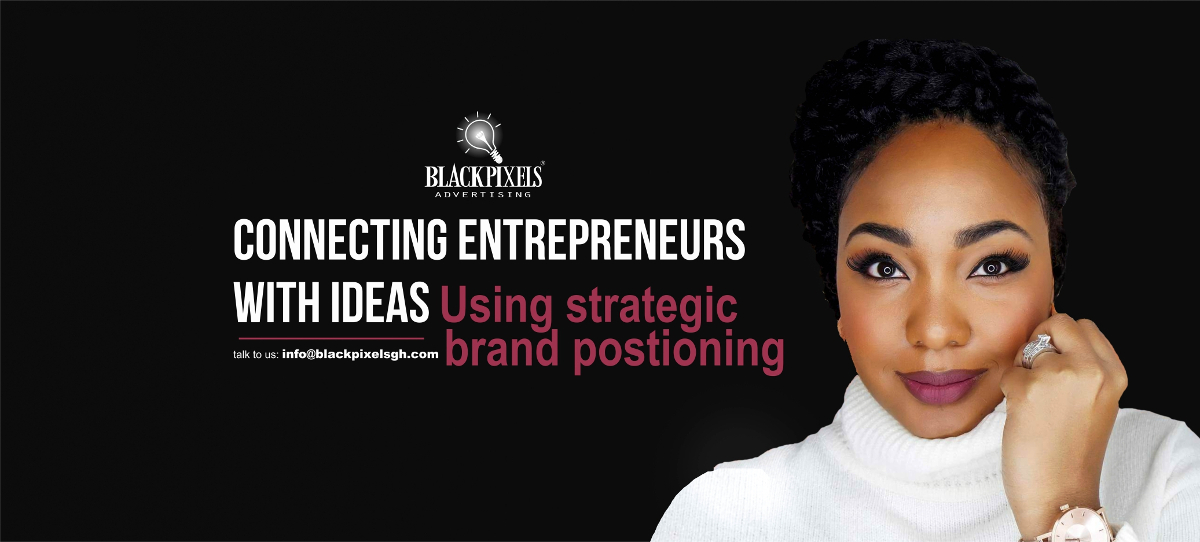 BLACKPIXELS®
ADVERTISING
CONNECTING ENTREPRENEURS
WITH IDEAS Using strategic
brand postioning
talk to us: info@blackpixelsgh.com